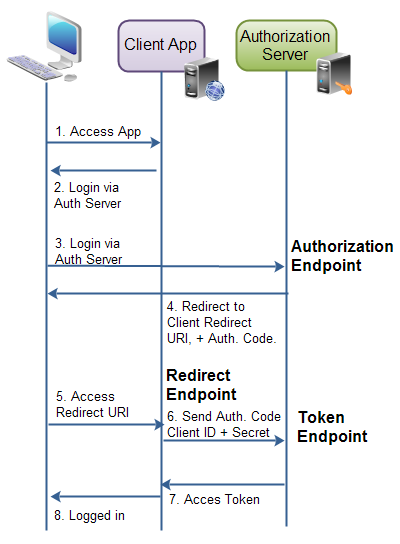 Client App
Authorization
Server
1. Access App
2. Login via
Auth Server
3. Login via
Auth Server
Authorization
Endpoint
4. Redirect to
Client Redirect
URI, + Auth. Code.
Redirect
Endpoint
5. Access
Redirect URI
6. Send Auth. Code
Client ID + Secret
Token
Endpoint
7. Acces Token
8. Logged in